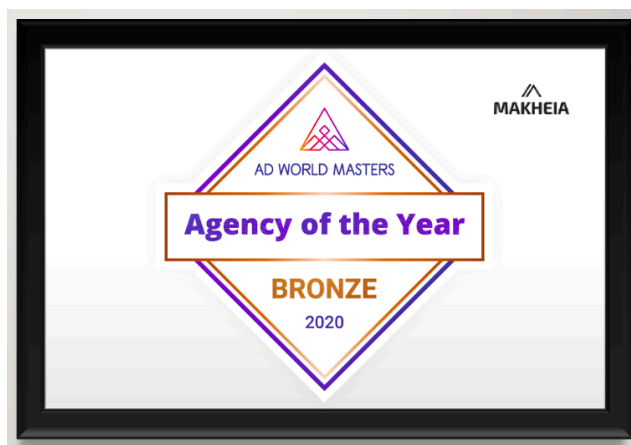 MAKHEIA
AD WORLD MASTERS
Agency of the Year
BRONZE
2020